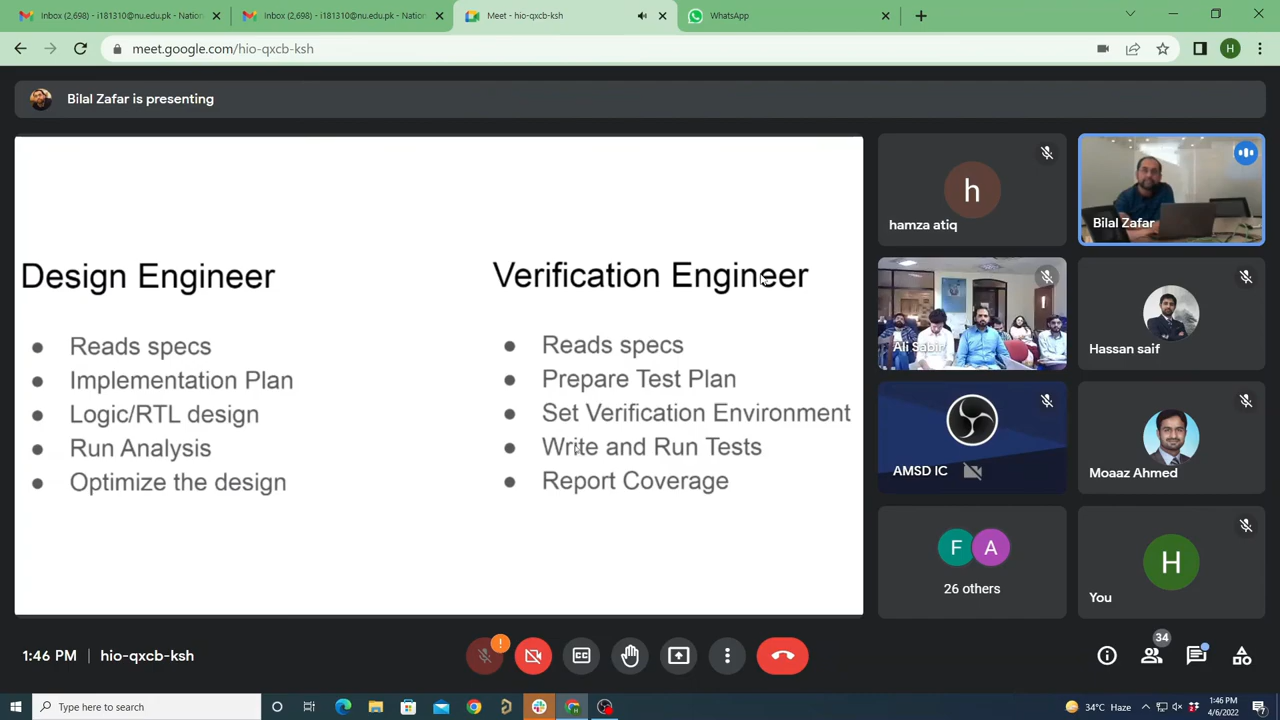 Inbox (2,698) - i181310@nu.edu.pk - Nation
Inbox (2,698) - i181310@nu.edu.pk - Nation
Meet - hio-qxcb-ksh
WhatsApp
meet.google.com/hio-qxcb-ksh
H
Bilal Zafar is presenting
Design Engineer
Reads specs
Implementation Plan
Logic/RTL design
Run Analysis
Optimize the design
Verification Engineer
Reads specs
Prepare Test Plan
Set Verification Environment
Write and Run Tests
Report Coverage
h
hamza atiq
Bilal Zafar
Ali Sabit
Hassan saif
AMSD IC
Moaaz Ahmed
F A
26 others
H
You
1:46 PM | hio-qxcb-ksh
!
CC
34
Type here to search
34°C Haze
1:46 PM
4/6/2022